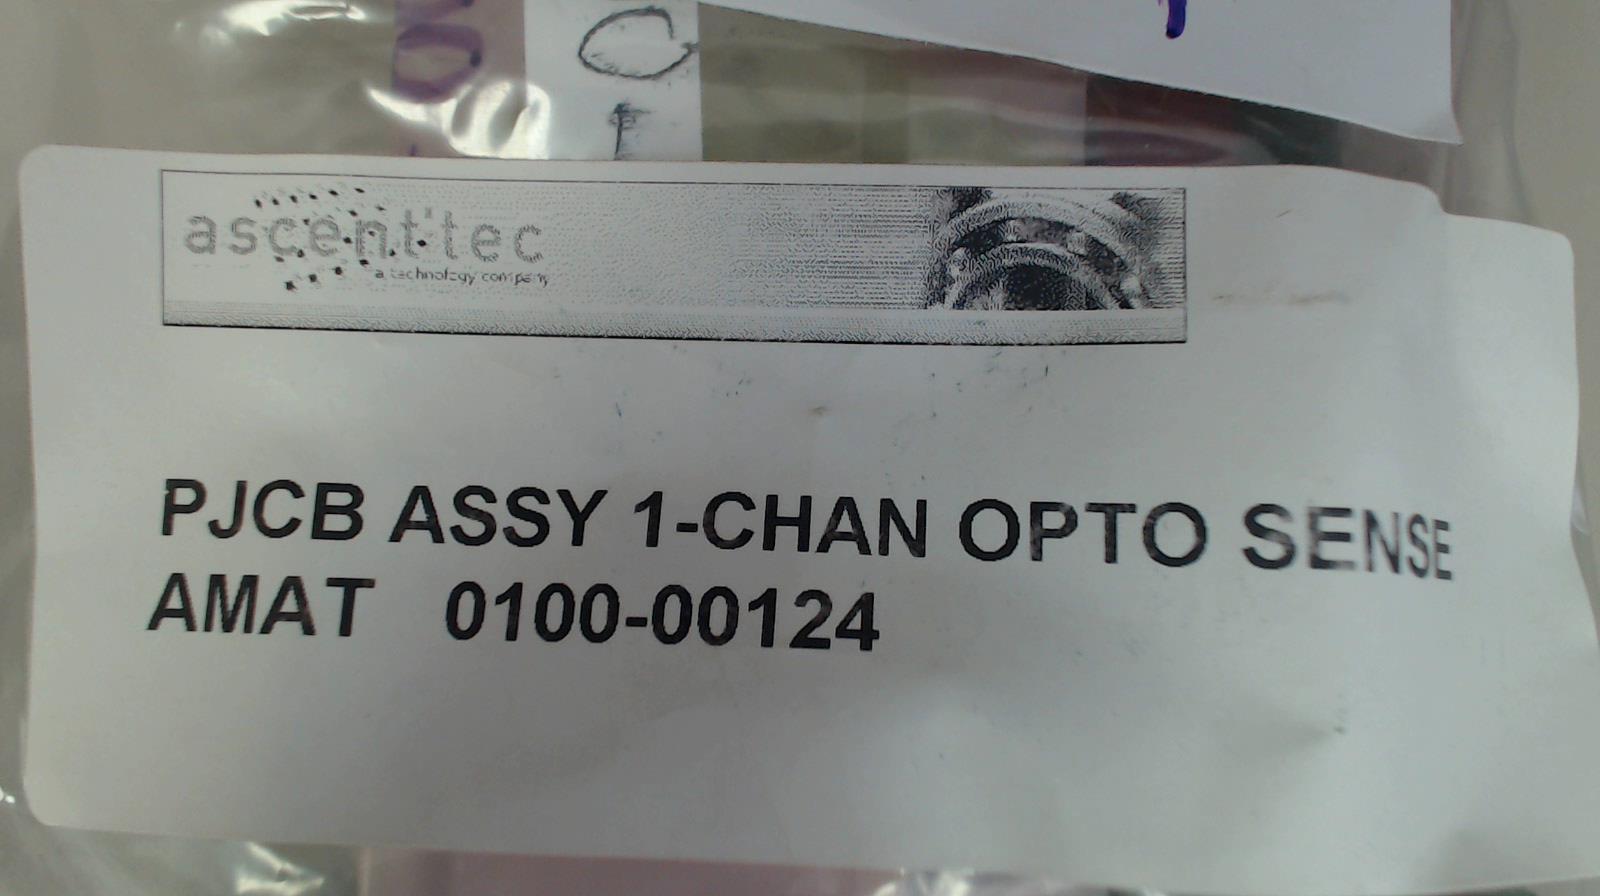 ascent'tec
a technology company
PJCB ASSY 1-CHAN OPTO SENSE
AMAT 0100-00124